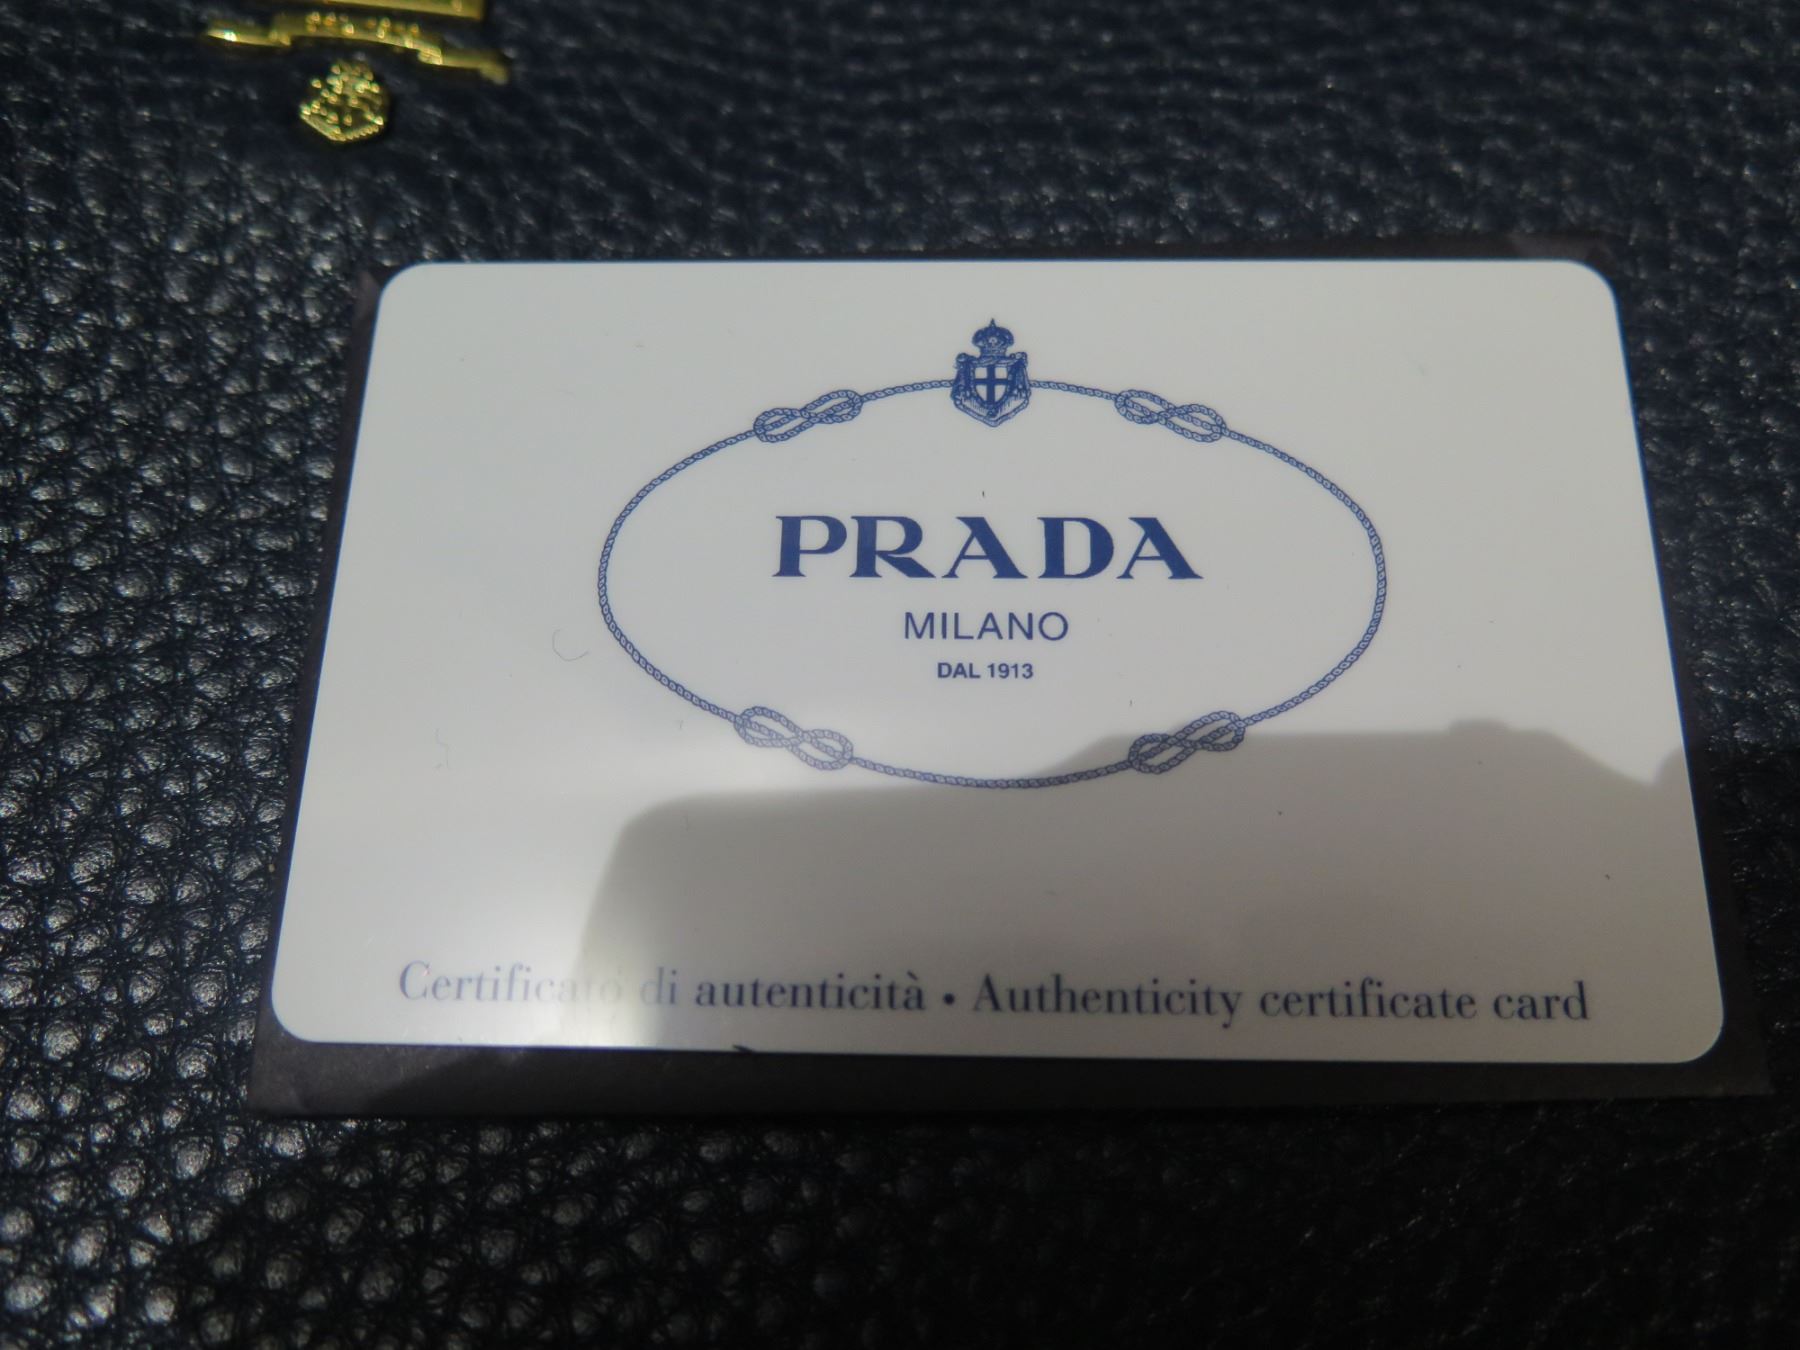 PRADA
MILANO
DAL 1913
Certificato di autenticità • Authenticity certificate card